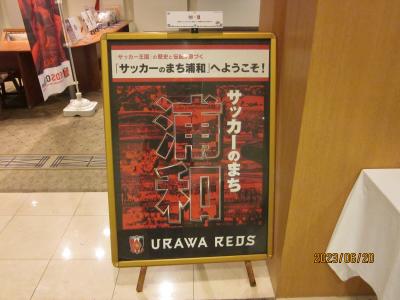 「サッカー王国」の歴史と伝統が息づく
「サッカーのまち浦和」へようこそ!
サッカーのまち
浦和
URAWA REDS
2023/06/20